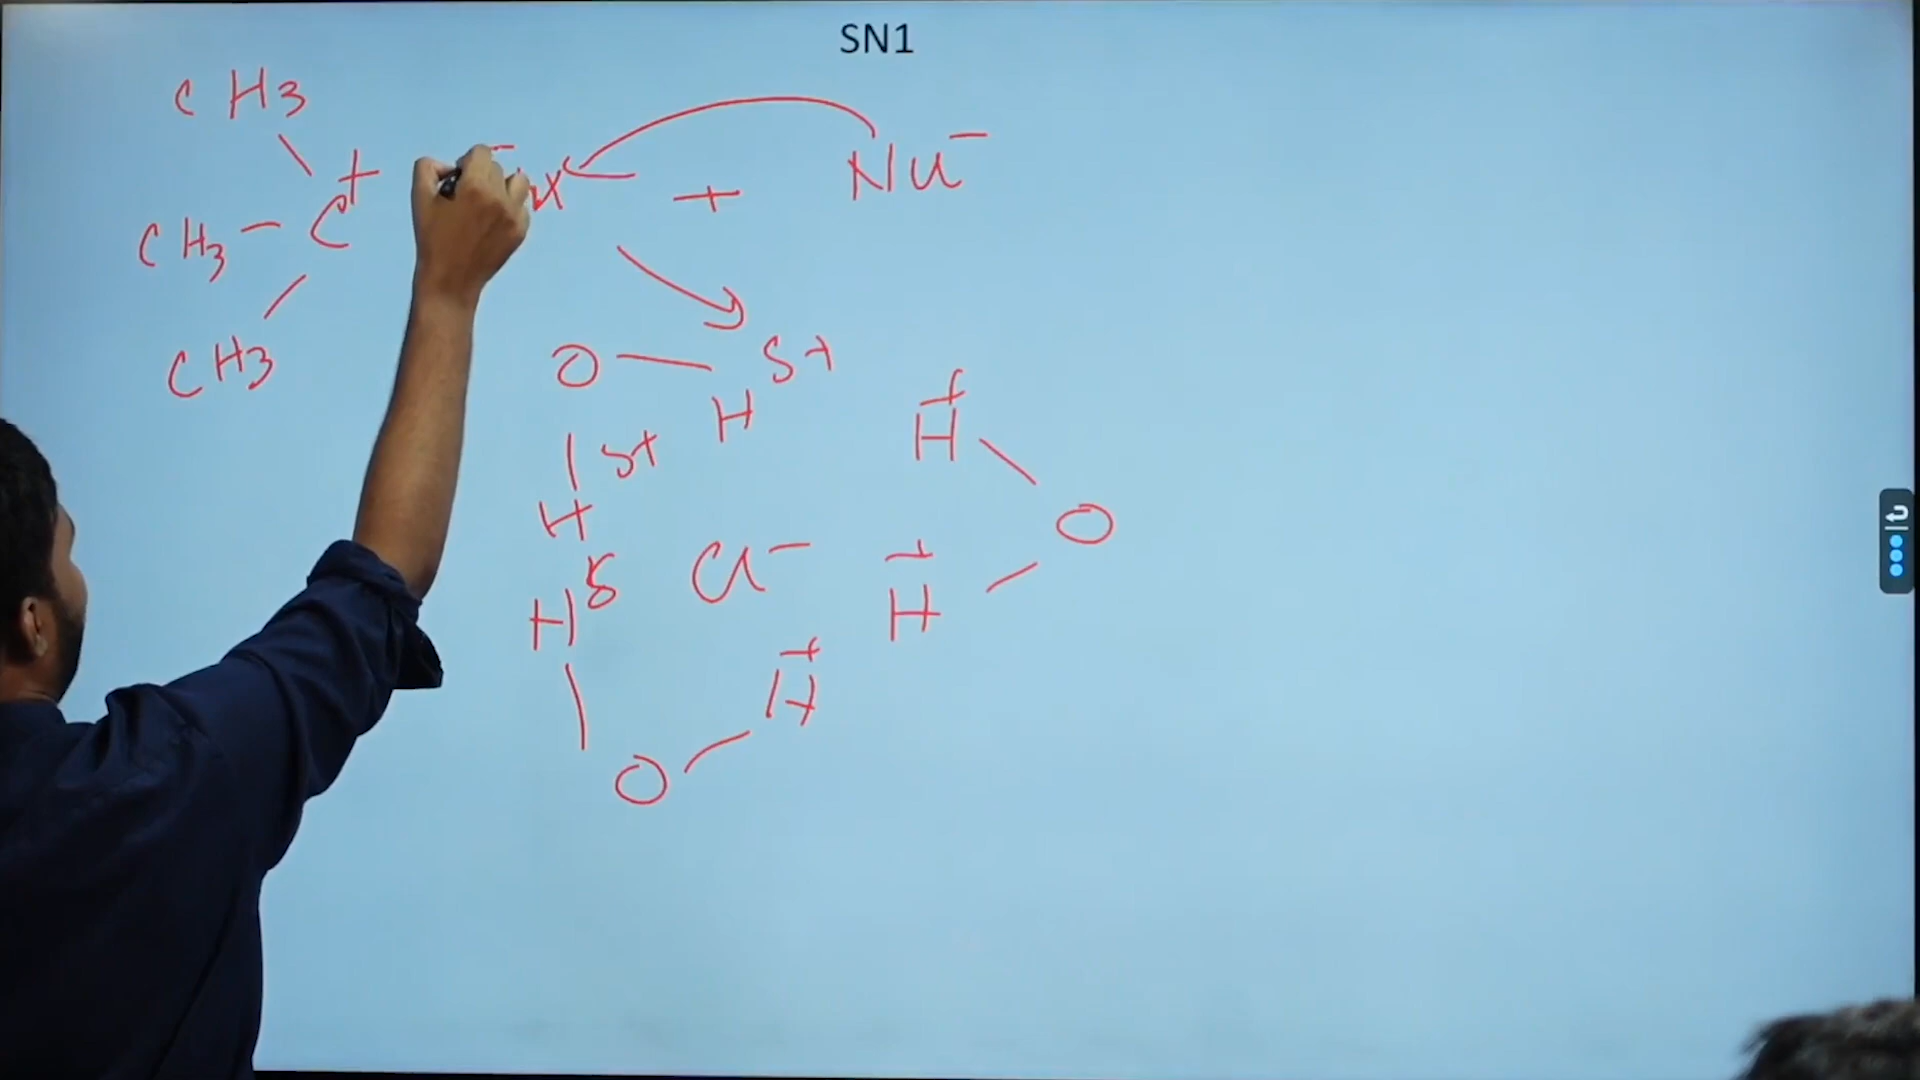 SN1
CH3
CH3 - C+ - X + Nu-
CH3
O - H δ+
δ+
H
H δ
Cl-
H+
O
H+
H+
O